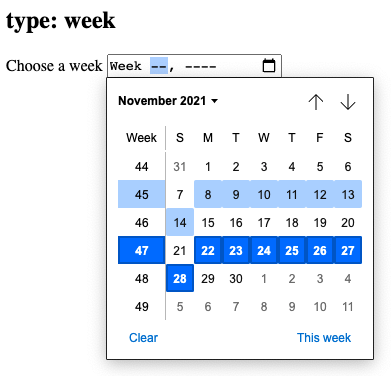 type: week
Choose a week Week --, ----
November 2021
Week S M T W T F S
44 31 1 2 3 4 5 6
45 7 8 9 10 11 12 13
46 14 15 16 17 18 19 20
47 21 22 23 24 25 26 27
48 28 29 30 1 2 3 4
49 5 6 7 8 9 10 11
Clear This week